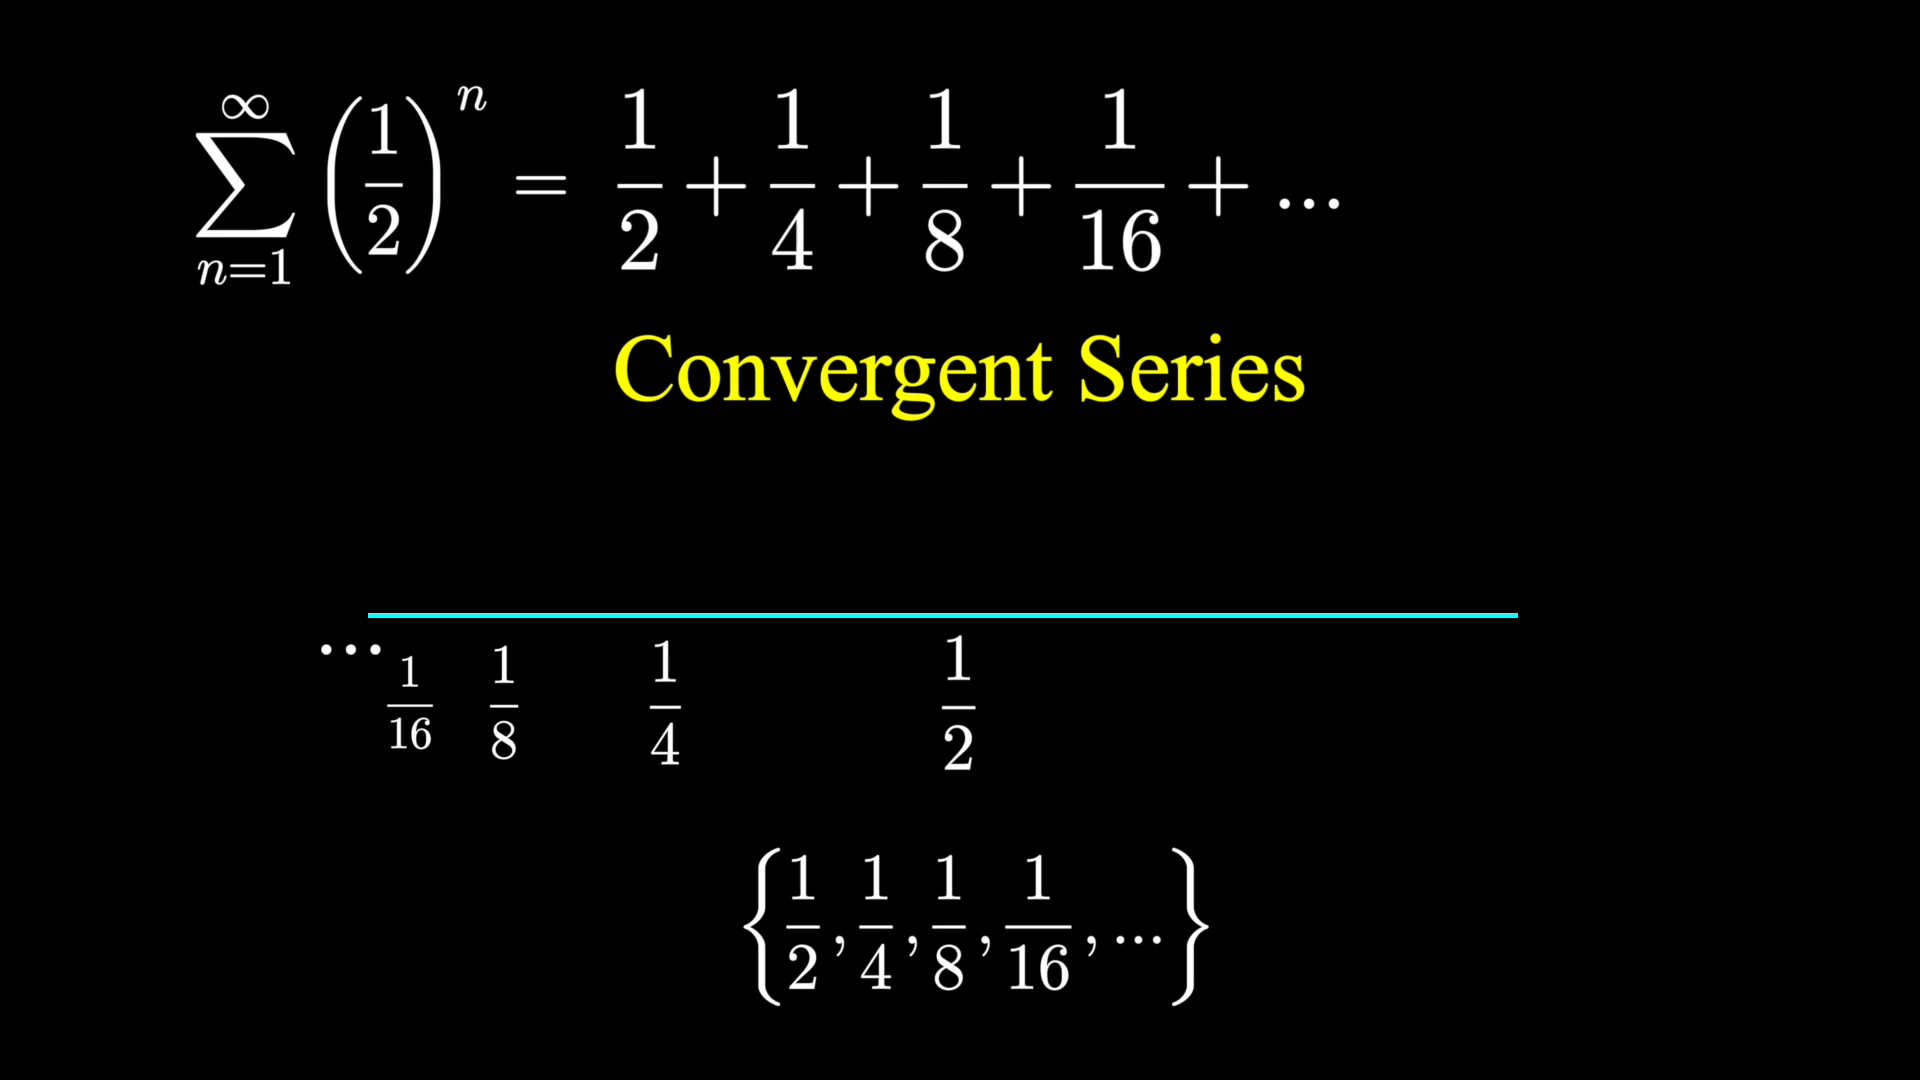 ∑_{n=1}^{∞} (1/2)^n = 1/2 + 1/4 + 1/8 + 1/16 + ...
Convergent Series
... 1/16 1/8 1/4 1/2
{1/2, 1/4, 1/8, 1/16, ...}